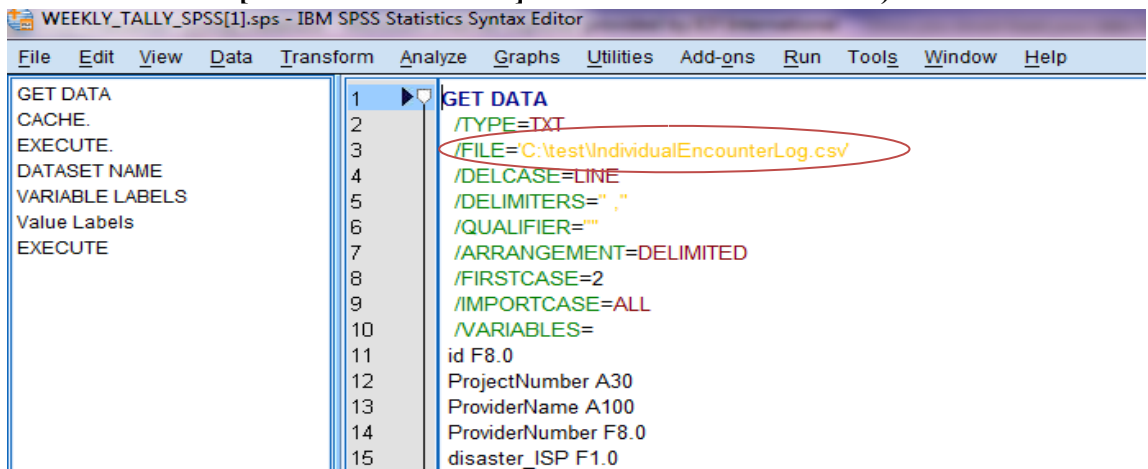 WEEKLY_TALLY_SPSS[1].sps - IBM SPSS Statistics Syntax Editor
File Edit View Data Transform Analyze Graphs Utilities Add-ons Run Tools Window Help
GET DATA
CACHE.
EXECUTE.
DATASET NAME
VARIABLE LABELS
Value Labels
EXECUTE
1 GET DATA
2 /TYPE=TXT
3 /FILE='C:\test\IndividualEncounterLog.csv'
4 /DELCASE=LINE
5 /DELIMITERS=" ,"
6 /QUALIFIER='"'
7 /ARRANGEMENT=DELIMITED
8 /FIRSTCASE=2
9 /IMPORTCASE=ALL
10 /VARIABLES=
11 id F8.0
12 ProjectNumber A30
13 ProviderName A100
14 ProviderNumber F8.0
15 disaster_ISP F1.0